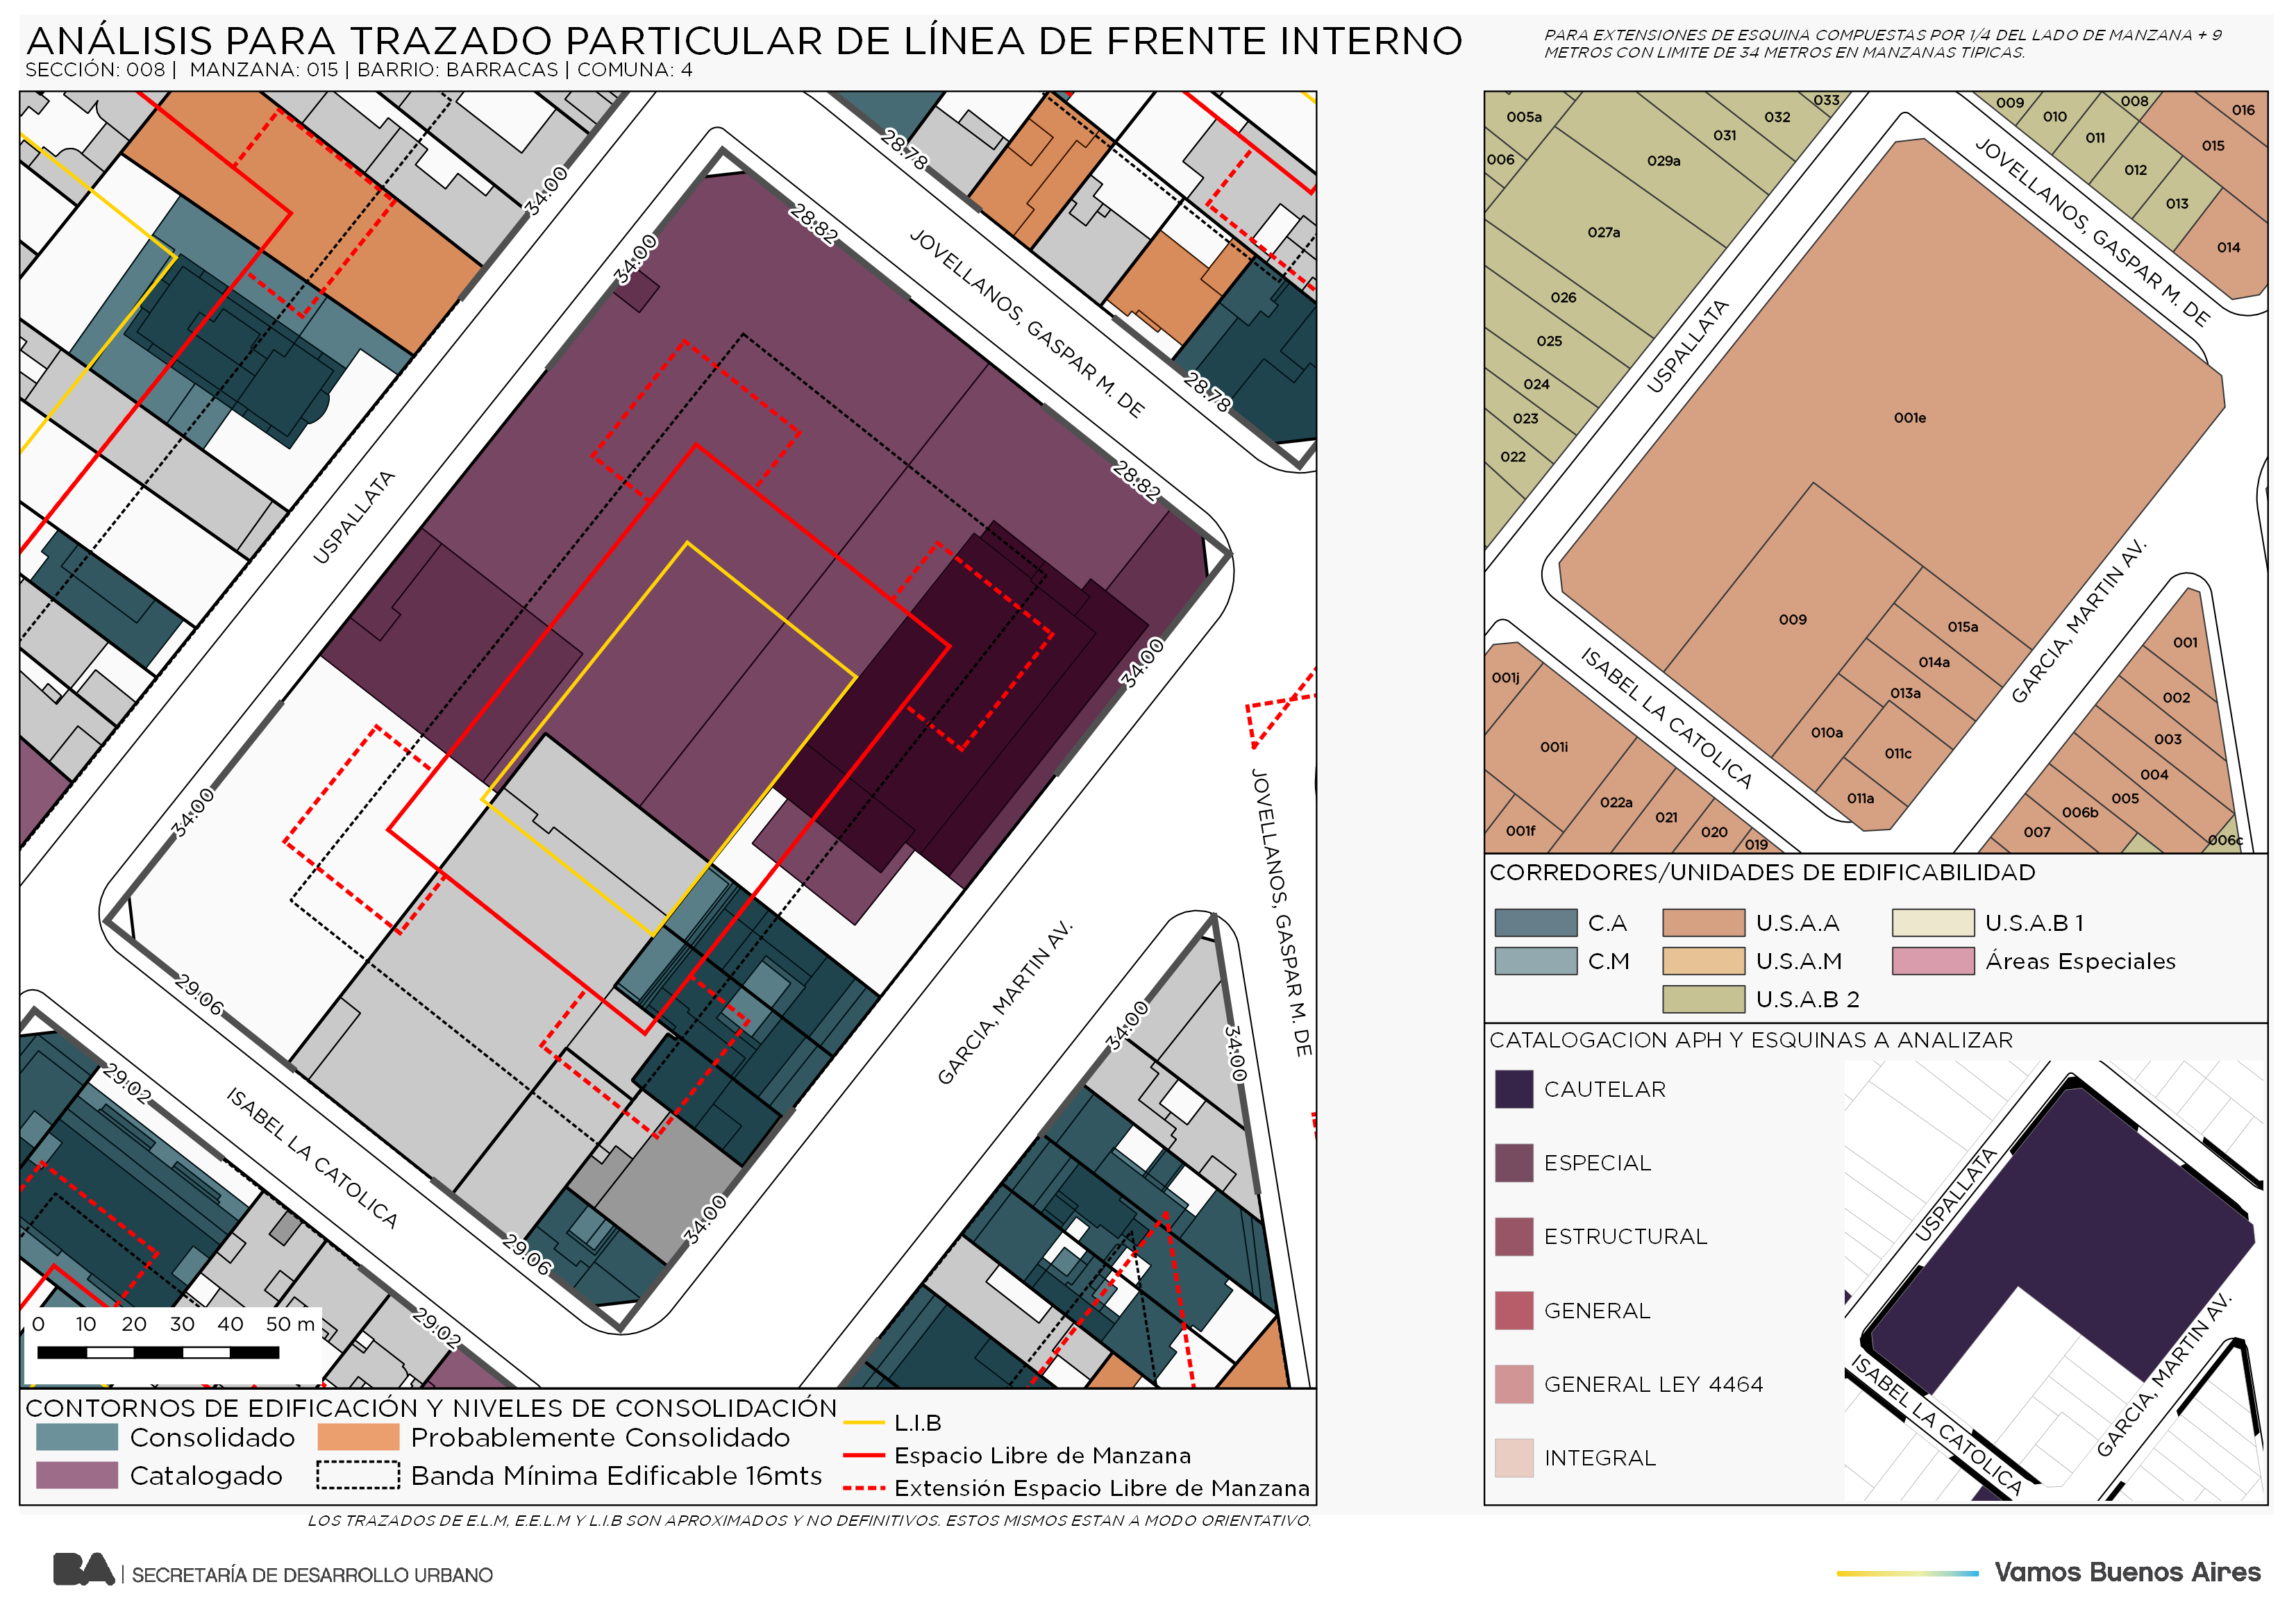 ANÁLISIS PARA TRAZADO PARTICULAR DE LÍNEA DE FRENTE INTERNO
SECCIÓN: 008 | MANZANA: 015 | BARRIO: BARRACAS | COMUNA: 4
PARA EXTENSIONES DE ESQUINA COMPUESTAS POR 1/4 DEL LADO DE MANZANA + 9
METROS CON LIMITE DE 34 METROS EN MANZANAS TIPICAS.
28.78
34.00
28.82
34.00
JOVELLANOS, GASPAR M. DE
28.78
28.82
USPALLATA
34.00
34.00
JOVELLANOS, GASPAR M. DE
29.06
GARCIA, MARTIN AV.
34.00
34.00
29.02
ISABEL LA CATOLICA
34.00
29.06
29.02
0 10 20 30 40 50 m
CONTORNOS DE EDIFICACIÓN Y NIVELES DE CONSOLIDACIÓN
Consolidado
Probablemente Consolidado
Catalogado
Banda Mínima Edificable 16mts
L.I.B
Espacio Libre de Manzana
Extensión Espacio Libre de Manzana
LOS TRAZADOS DE E.L.M, E.E.L.M Y L.I.B SON APROXIMADOS Y NO DEFINITIVOS. ESTOS MISMOS ESTAN A MODO ORIENTATIVO.
005a
006
029a
031
032
033
027a
026
025
024
023
022
009
010
008
011
012
013
016
015
014
JOVELLANOS, GASPAR M. DE
USPALLATA
001e
009
015a
014a
013a
010a
011c
011a
GARCIA, MARTIN AV.
ISABEL LA CATOLICA
001j
001i
001f
022a
021
020
019
001
002
003
004
005
006b
007
006c
CORREDORES/UNIDADES DE EDIFICABILIDAD
C.A
U.S.A.A
U.S.A.B 1
C.M
U.S.A.M
Áreas Especiales
U.S.A.B 2
CATALOGACION APH Y ESQUINAS A ANALIZAR
CAUTELAR
ESPECIAL
ESTRUCTURAL
GENERAL
GENERAL LEY 4464
INTEGRAL
USPALLATA
ISABEL LA CATOLICA
GARCIA, MARTIN AV.
BA | SECRETARÍA DE DESARROLLO URBANO
Vamos Buenos Aires